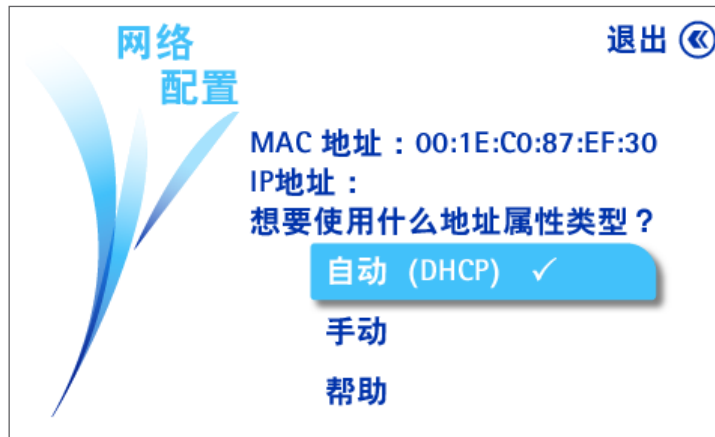 网络
配置
退出
MAC 地址：00:1E:C0:87:EF:30
IP地址：
想要使用什么地址属性类型？
自动 (DHCP) ✓
手动
帮助